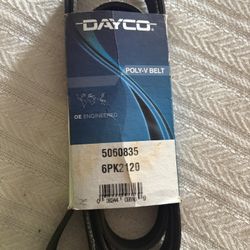 DAYCO
POLY-V BELT
OE ENGINEERED
5060835
6PK2120